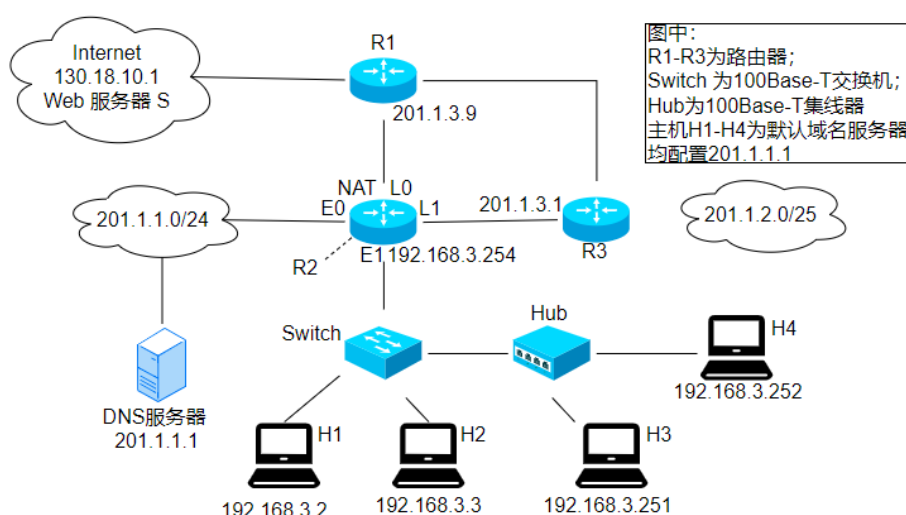 Internet
130.18.10.1
Web 服务器 S
R1
201.1.3.9
图中：
R1-R3为路由器；
Switch 为100Base-T交换机；
Hub为100Base-T集线器
主机H1-H4为默认域名服务器
均配置201.1.1.1
201.1.1.0/24
NAT L0
E0
L1
201.1.3.1
R3
201.1.2.0/25
R2
E1 192.168.3.254
Switch
Hub
H4
192.168.3.252
DNS服务器
201.1.1.1
H1
192.168.3.2
H2
192.168.3.3
H3
192.168.3.251